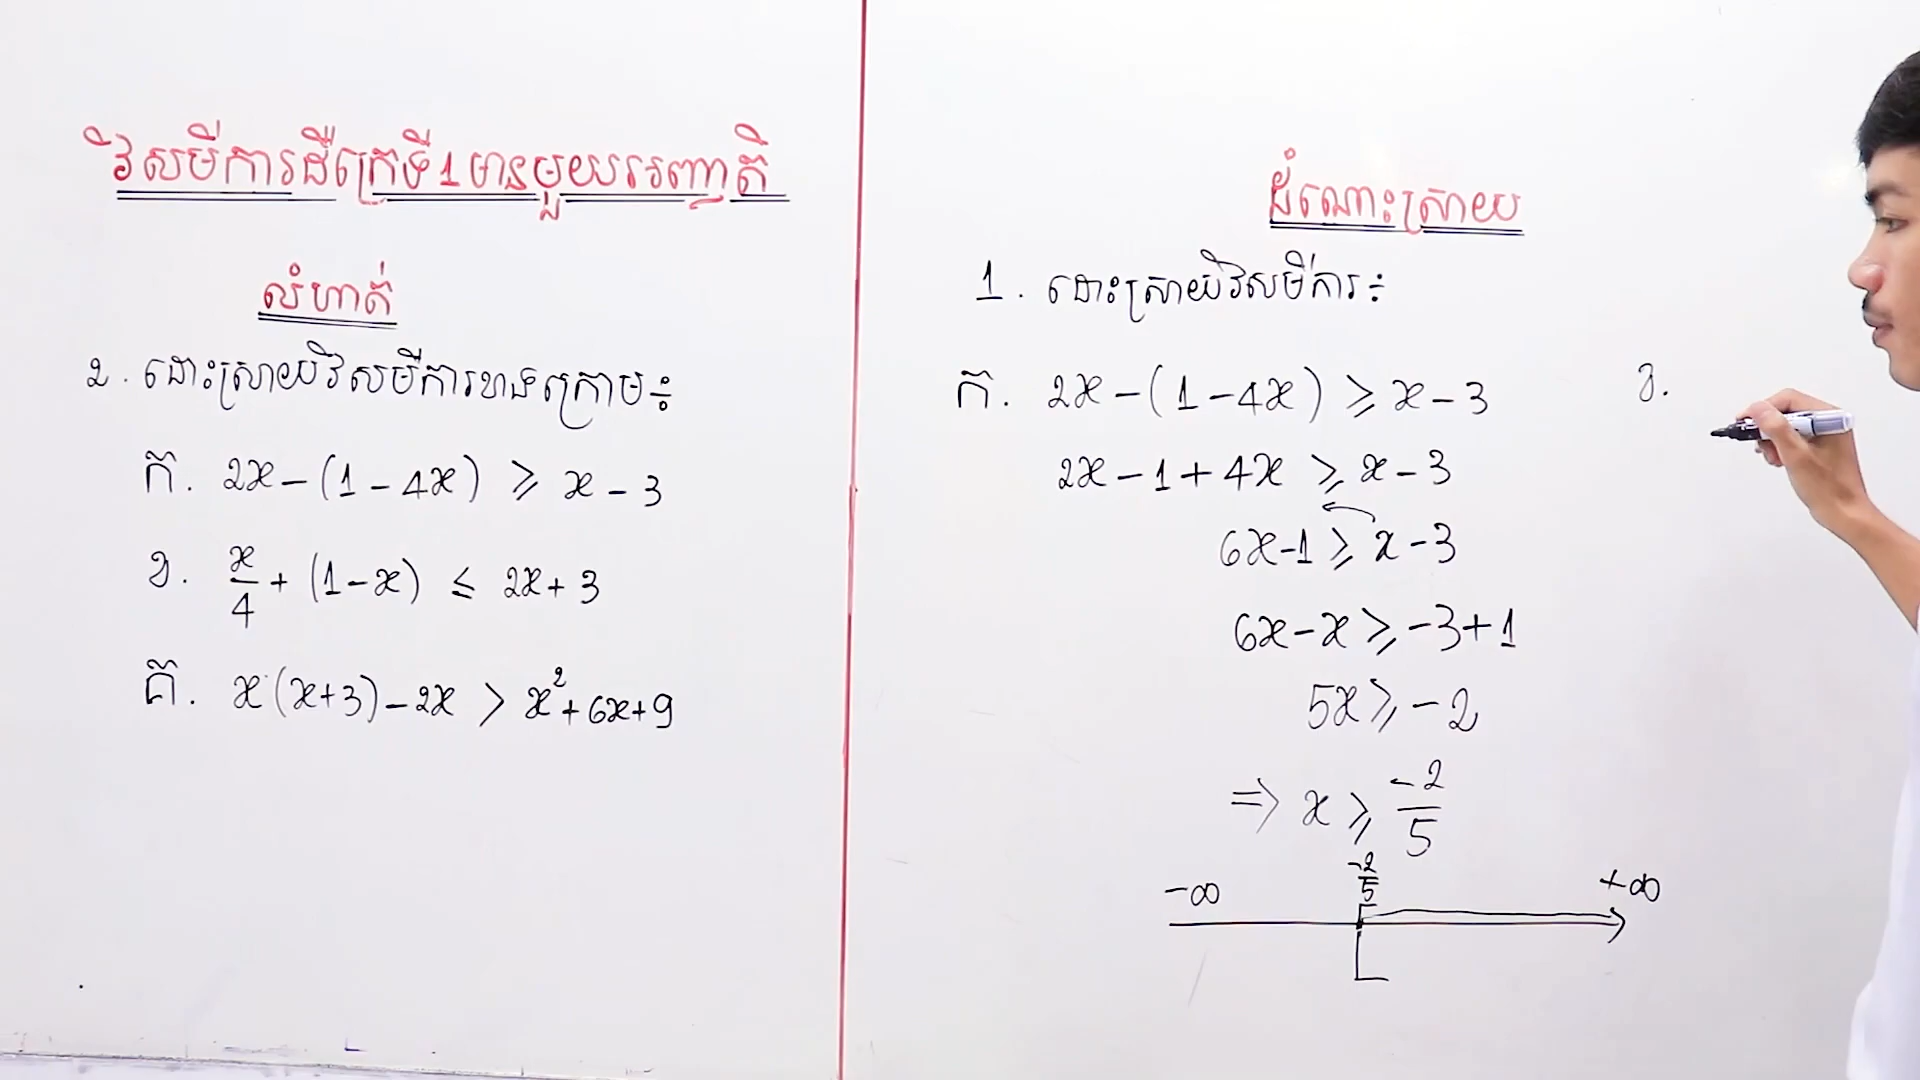 វិសមីការដឺក្រេទី1មានមួយអញ្ញាត
លំហាត់
2. ដោះស្រាយវិសមីការខាងក្រោម៖
ក. 2x-(1-4x) ⩾ x-3
ខ. x/4 + (1-x) ≤ 2x+3
គ. x(x+3)-2x > x²+6x+9
ដំណោះស្រាយ
1. ដោះស្រាយវិសមីការ÷
ក. 2x-(1-4x) ⩾ x-3
2x-1+4x ⩾ x-3
6x-1 ⩾ x-3
6x-x ⩾ -3+1
5x ⩾ -2
⇒ x ⩾ -2/5
-∞ -2/5 +∞
ខ.